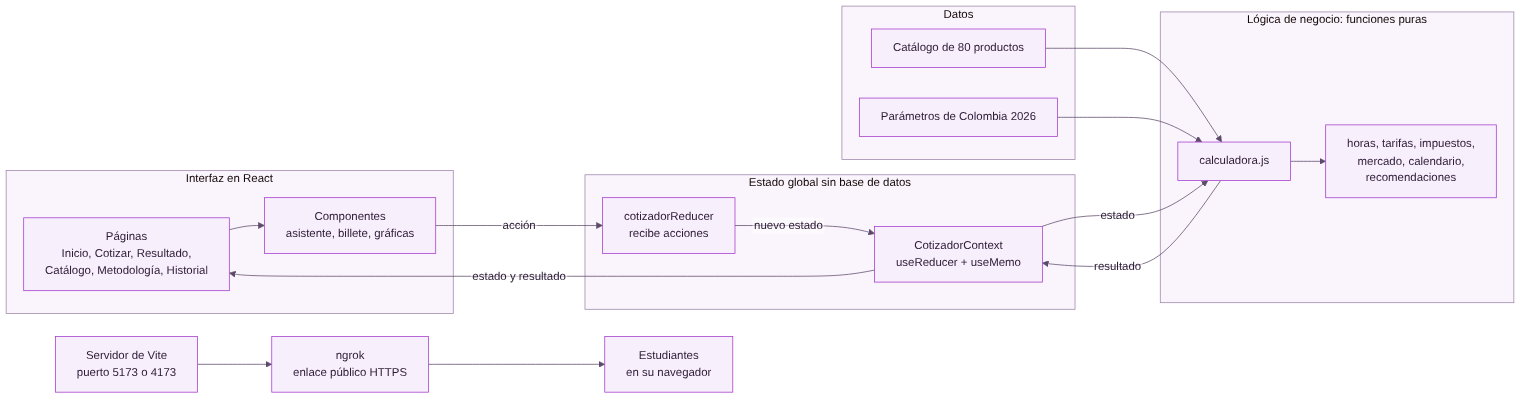 Datos
Catálogo de 80 productos
Parámetros de Colombia 2026
Lógica de negocio: funciones puras
calculadora.js
horas, tarifas, impuestos,
mercado, calendario,
recomendaciones
Interfaz en React
Páginas
Inicio, Cotizar, Resultado,
Catálogo, Metodología, Historial
Componentes
asistente, billete, gráficas
acción
Estado global sin base de datos
cotizadorReducer
recibe acciones
nuevo estado
CotizadorContext
useReducer + useMemo
estado
resultado
estado y resultado
Servidor de Vite
puerto 5173 o 4173
ngrok
enlace público HTTPS
Estudiantes
en su navegador